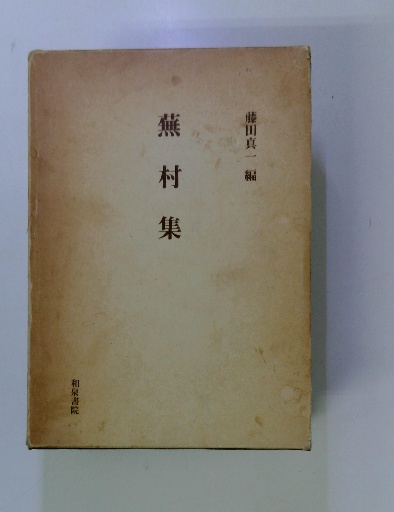 藤田真一 編
蕪村集
和泉書院